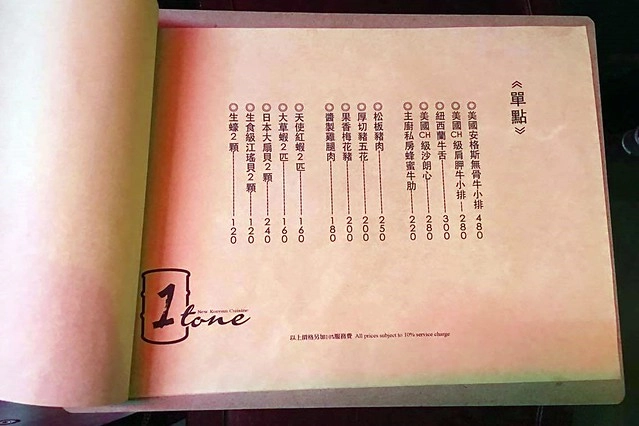 《單點》
◎美國安格斯無骨牛小排 480
◎美國CH級肩胛牛小排 280
◎紐西蘭牛舌 300
◎美國CH級沙朗心 280
◎主廚私房蜂蜜牛肋 220
◎松板豬肉 250
◎厚切豬五花 200
◎果香梅花豬 200
◎醬製雞腿肉 180
◎天使紅蝦2匹 160
◎大草蝦2匹 160
◎日本大扇貝2顆 240
◎生食級江瑤貝2顆 120
◎生蠔2顆 120
1tone
New Korean Cuisine
以上價格另加10%服務費 All prices subject to 10% service charge